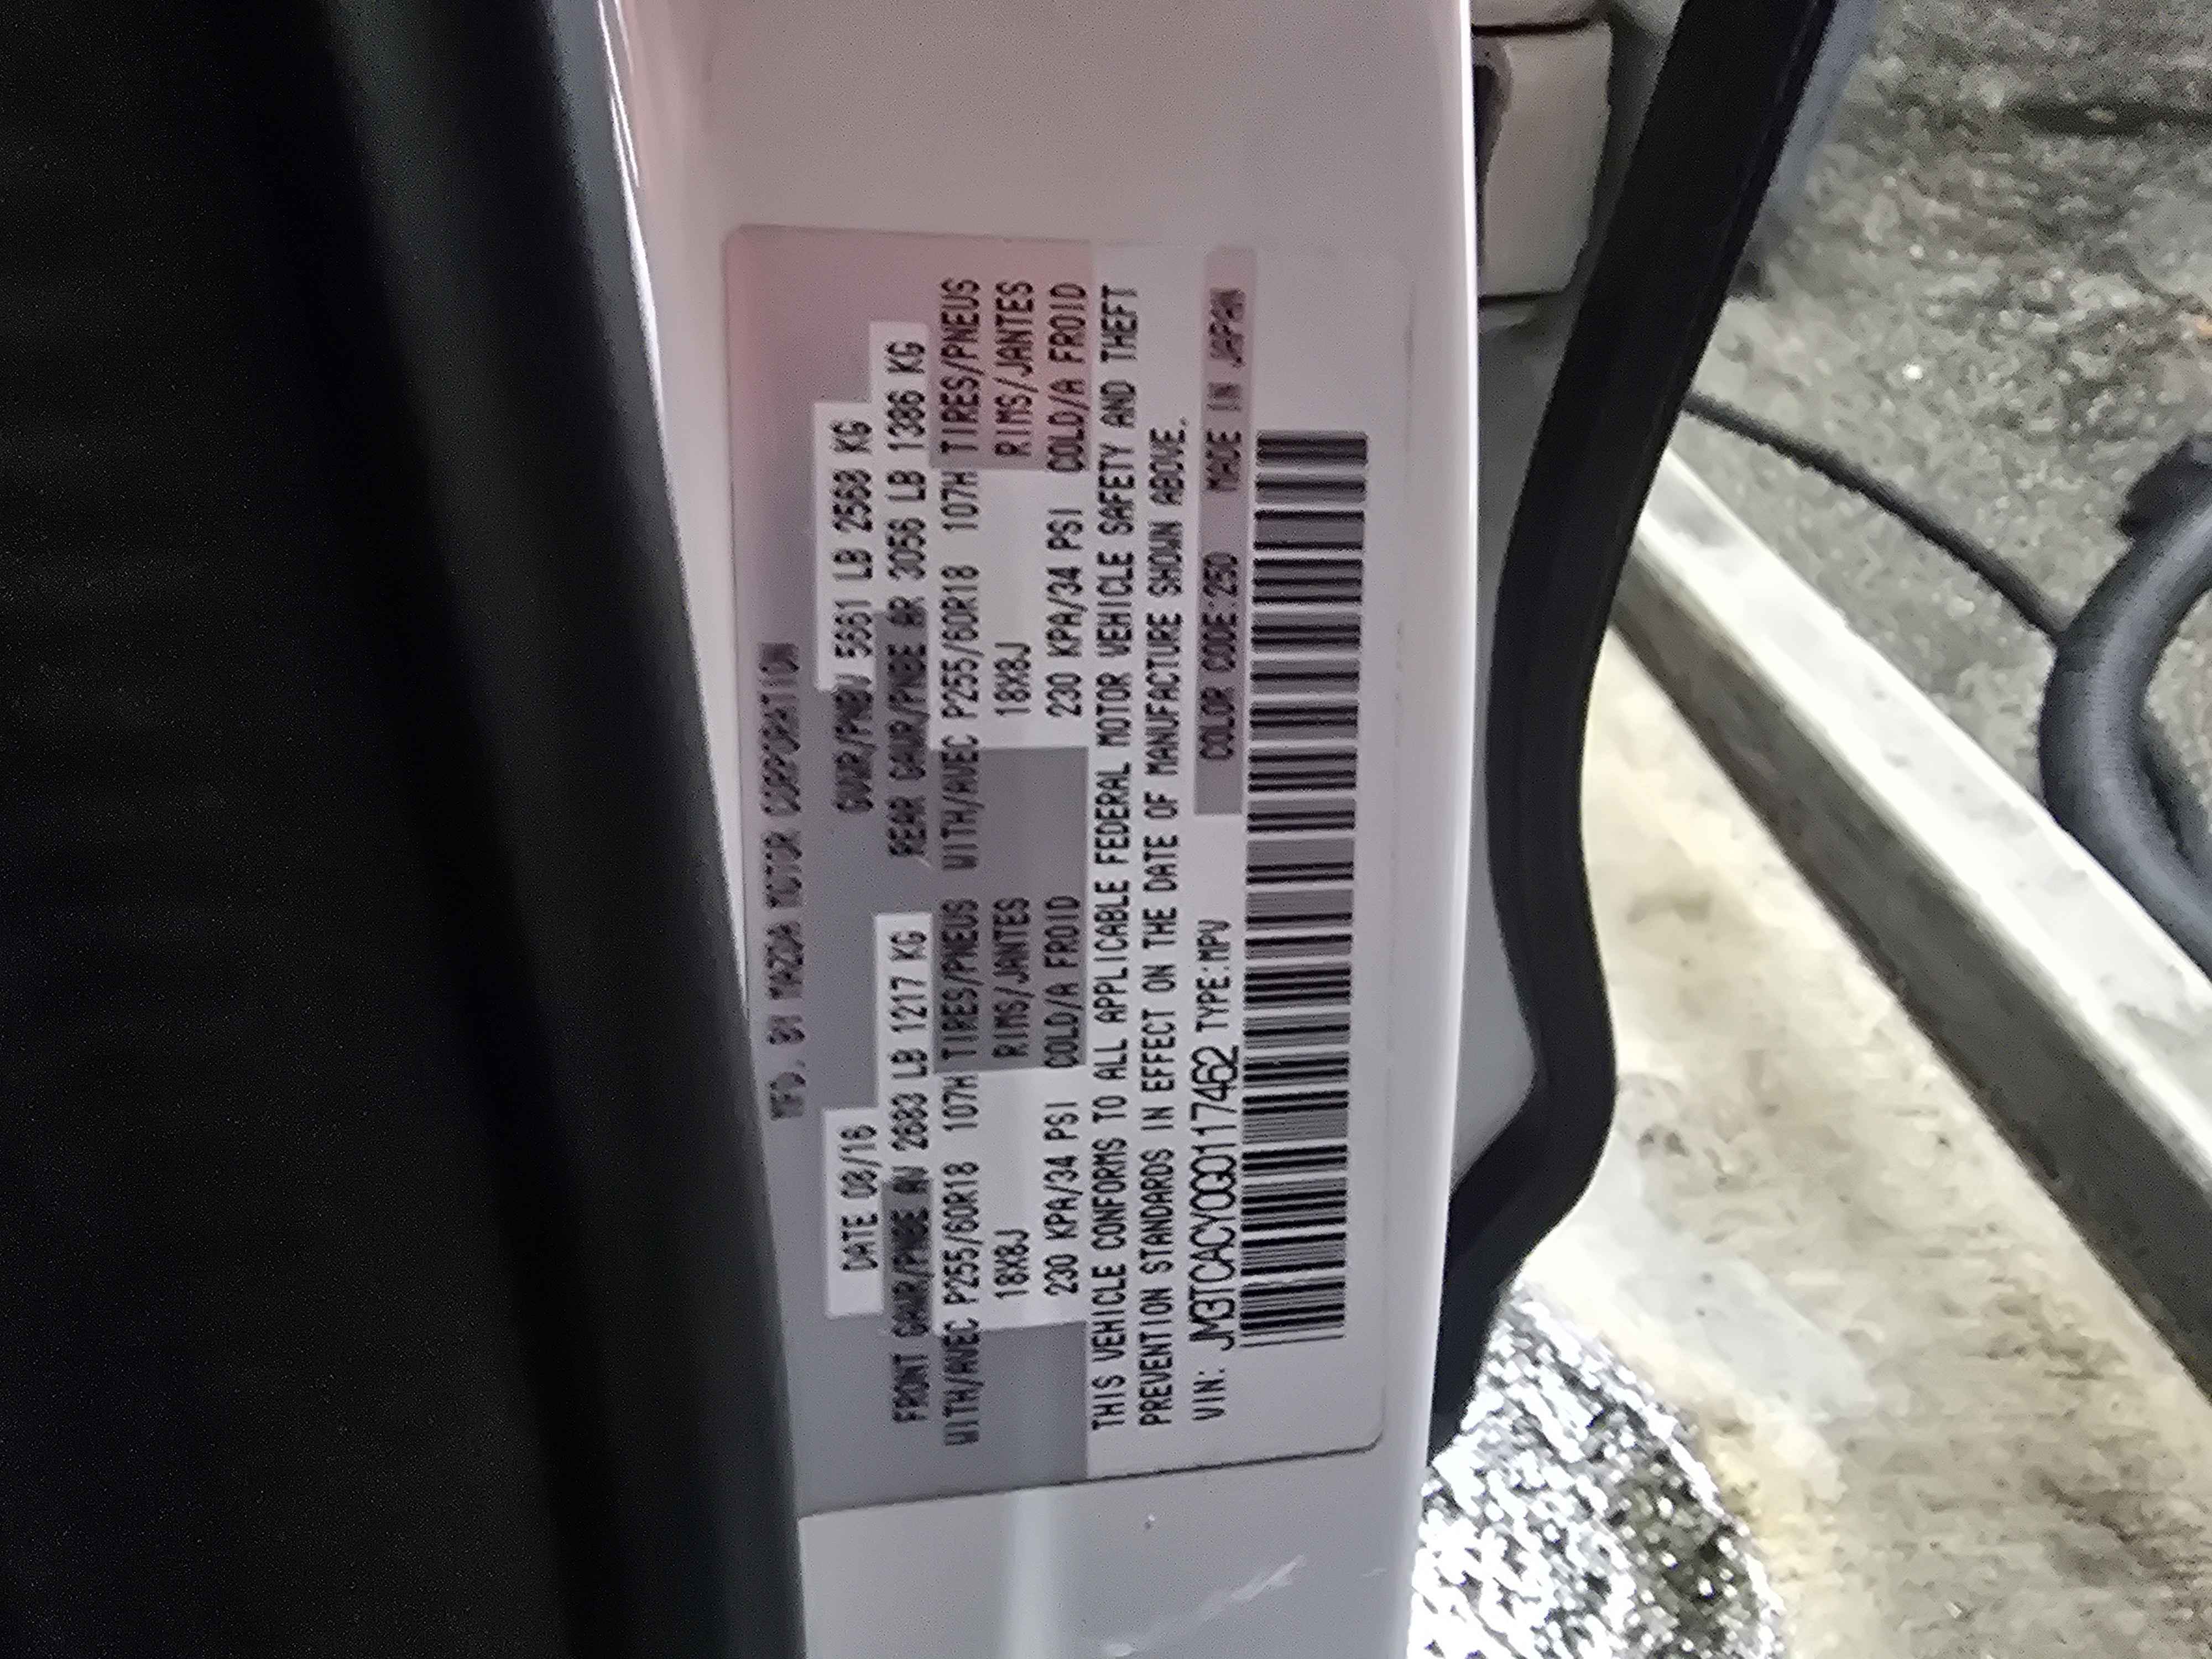 MFD. BY MAZDA MOTOR CORPORATION
DATE 08/16 GVWR/PNBV 5661 LB 2568 KG
FRONT GAWR/PNBE AV 2683 LB 1217 KG REAR GAWR/PNBE AR 3056 LB 1386 KG
WITH/AVEC P255/60R18 107H TIRES/PNEUS WITH/AVEC P255/60R18 107H TIRES/PNEUS
18X8J RIMS/JANTES 18X8J RIMS/JANTES
230 KPA/34 PSI COLD/A FROID 230 KPA/34 PSI COLD/A FROID
THIS VEHICLE CONFORMS TO ALL APPLICABLE FEDERAL MOTOR VEHICLE SAFETY AND THEFT
PREVENTION STANDARDS IN EFFECT ON THE DATE OF MANUFACTURE SHOWN ABOVE.
VIN: JM3TCACY0G0117462 TYPE:MPV COLOR CODE:25D MADE IN JAPAN